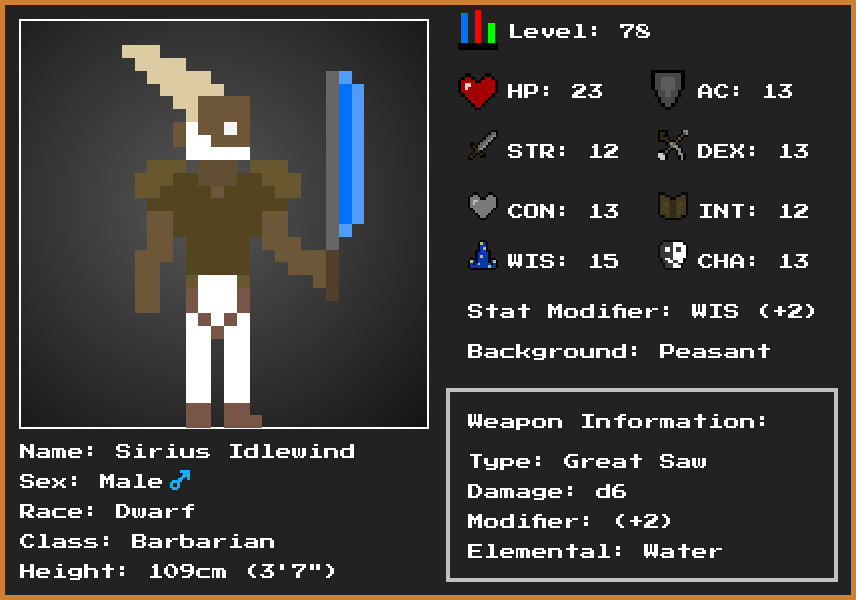 Level: 78
HP: 23
AC: 13
STR: 12
DEX: 13
CON: 13
INT: 12
WIS: 15
CHA: 13
Stat Modifier: WIS (+2)
Background: Peasant
Name: Sirius Idlewind
Sex: Male♂
Race: Dwarf
Class: Barbarian
Height: 109cm (3'7")
Weapon Information:
Type: Great Saw
Damage: d6
Modifier: (+2)
Elemental: Water